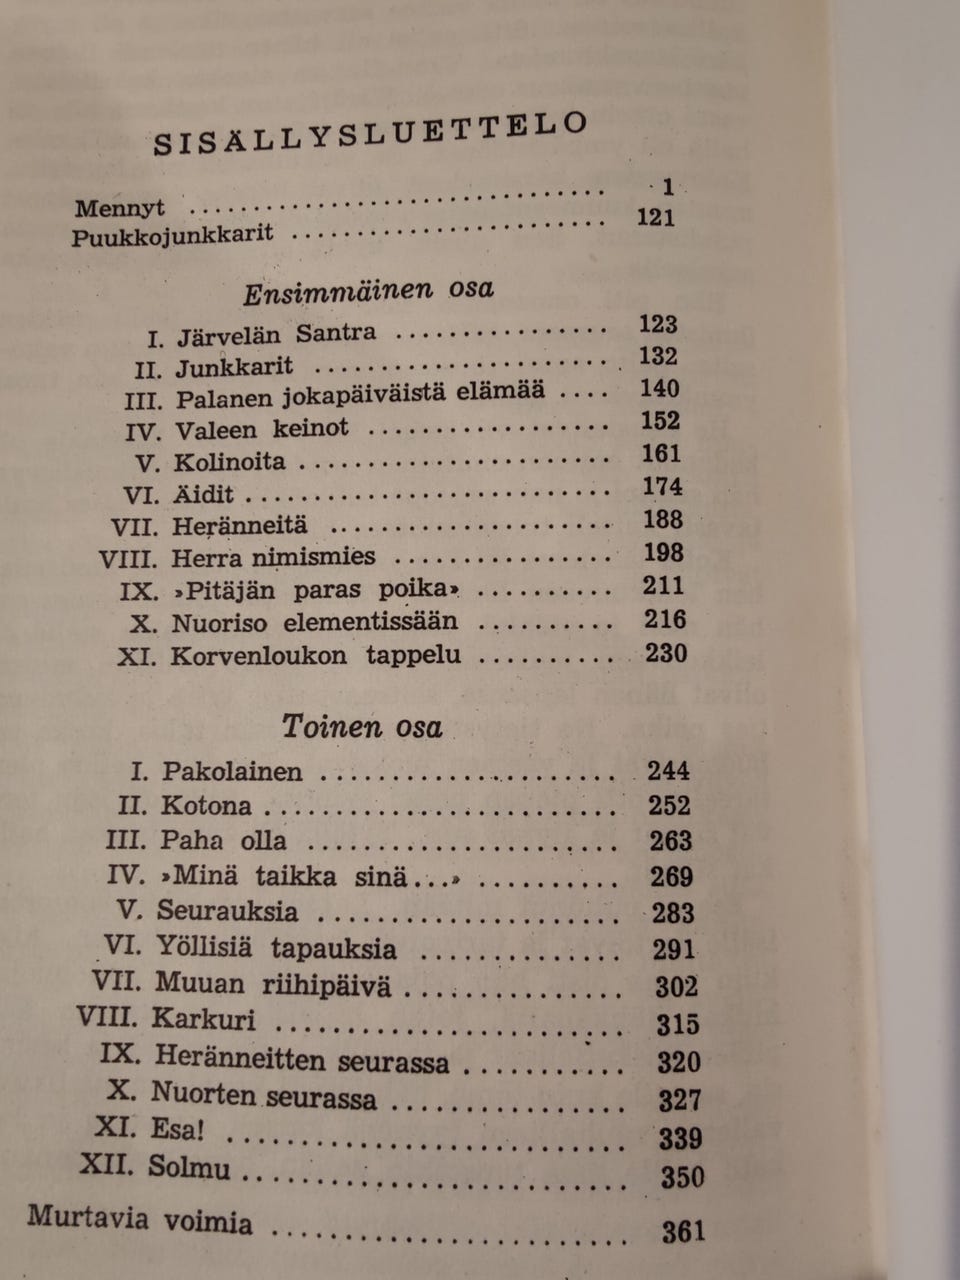 SISÄLLYSLUETTELO
Mennyt .................................. 1
Puukkojunkkarit ......................... 121
Ensimmäinen osa
I. Järvelän Santra ................ 123
II. Junkkarit ...................... 132
III. Palanen jokapäiväistä elämää .... 140
IV. Valeen keinot ................... 152
V. Kolinoita ........................ 161
VI. Äidit ............................ 174
VII. Heränneitä ...................... 188
VIII. Herra nimismies ................. 198
IX. »Pitäjän paras poika» .......... 211
X. Nuoriso elementissään .......... 216
XI. Korvenloukon tappelu .......... 230
Toinen osa
I. Pakolainen ...................... 244
II. Kotona .......................... 252
III. Paha olla ....................... 263
IV. »Minä taikka sinä...» .......... 269
V. Seurauksia ...................... 283
VI. Yöllisiä tapauksia .............. 291
VII. Muuan riihipäivä ............... 302
VIII. Karkuri ........................ 315
IX. Heränneitten seurassa ........... 320
X. Nuorten seurassa ................ 327
XI. Esa! ............................ 339
XII. Solmu .......................... 350
Murtavia voimia ........................ 361